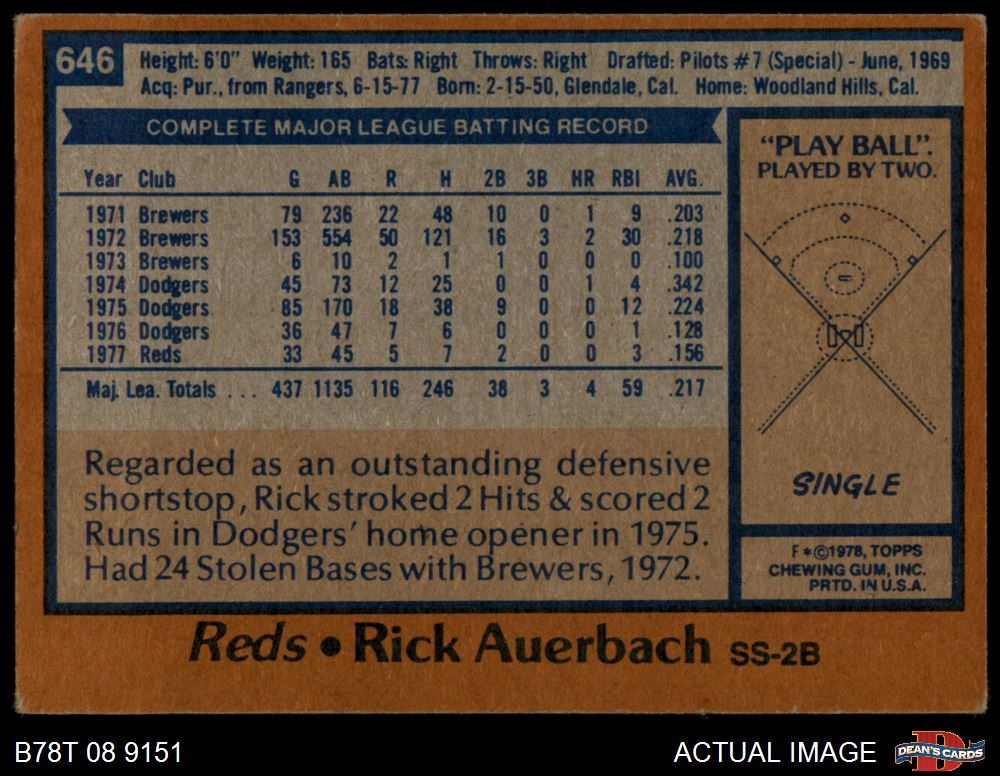 646
Height: 6'0" Weight: 165 Bats: Right Throws: Right Drafted: Pilots #7 (Special) - June, 1969
Acq: Pur., from Rangers, 6-15-77 Born: 2-15-50, Glendale, Cal. Home: Woodland Hills, Cal.
COMPLETE MAJOR LEAGUE BATTING RECORD
Year Club G AB R H 2B 3B HR RBI AVG.
1971 Brewers 79 236 22 48 10 0 1 9 .203
1972 Brewers 153 554 50 121 16 3 2 30 .218
1973 Brewers 6 10 2 1 1 0 0 0 .100
1974 Dodgers 45 73 12 25 0 0 1 4 .342
1975 Dodgers 85 170 18 38 9 0 0 12 .224
1976 Dodgers 36 47 7 6 0 0 0 1 .128
1977 Reds 33 45 5 7 2 0 0 3 .156
Maj. Lea. Totals ... 437 1135 116 246 38 3 4 59 .217
Regarded as an outstanding defensive
shortstop, Rick stroked 2 Hits & scored 2
Runs in Dodgers' home opener in 1975.
Had 24 Stolen Bases with Brewers, 1972.
"PLAY BALL".
PLAYED BY TWO.
SINGLE
F*©1978, TOPPS
CHEWING GUM, INC.
PRTD. IN U.S.A.
Reds • Rick Auerbach SS-2B
B78T 08 9151
ACTUAL IMAGE
DEAN'S CARDS